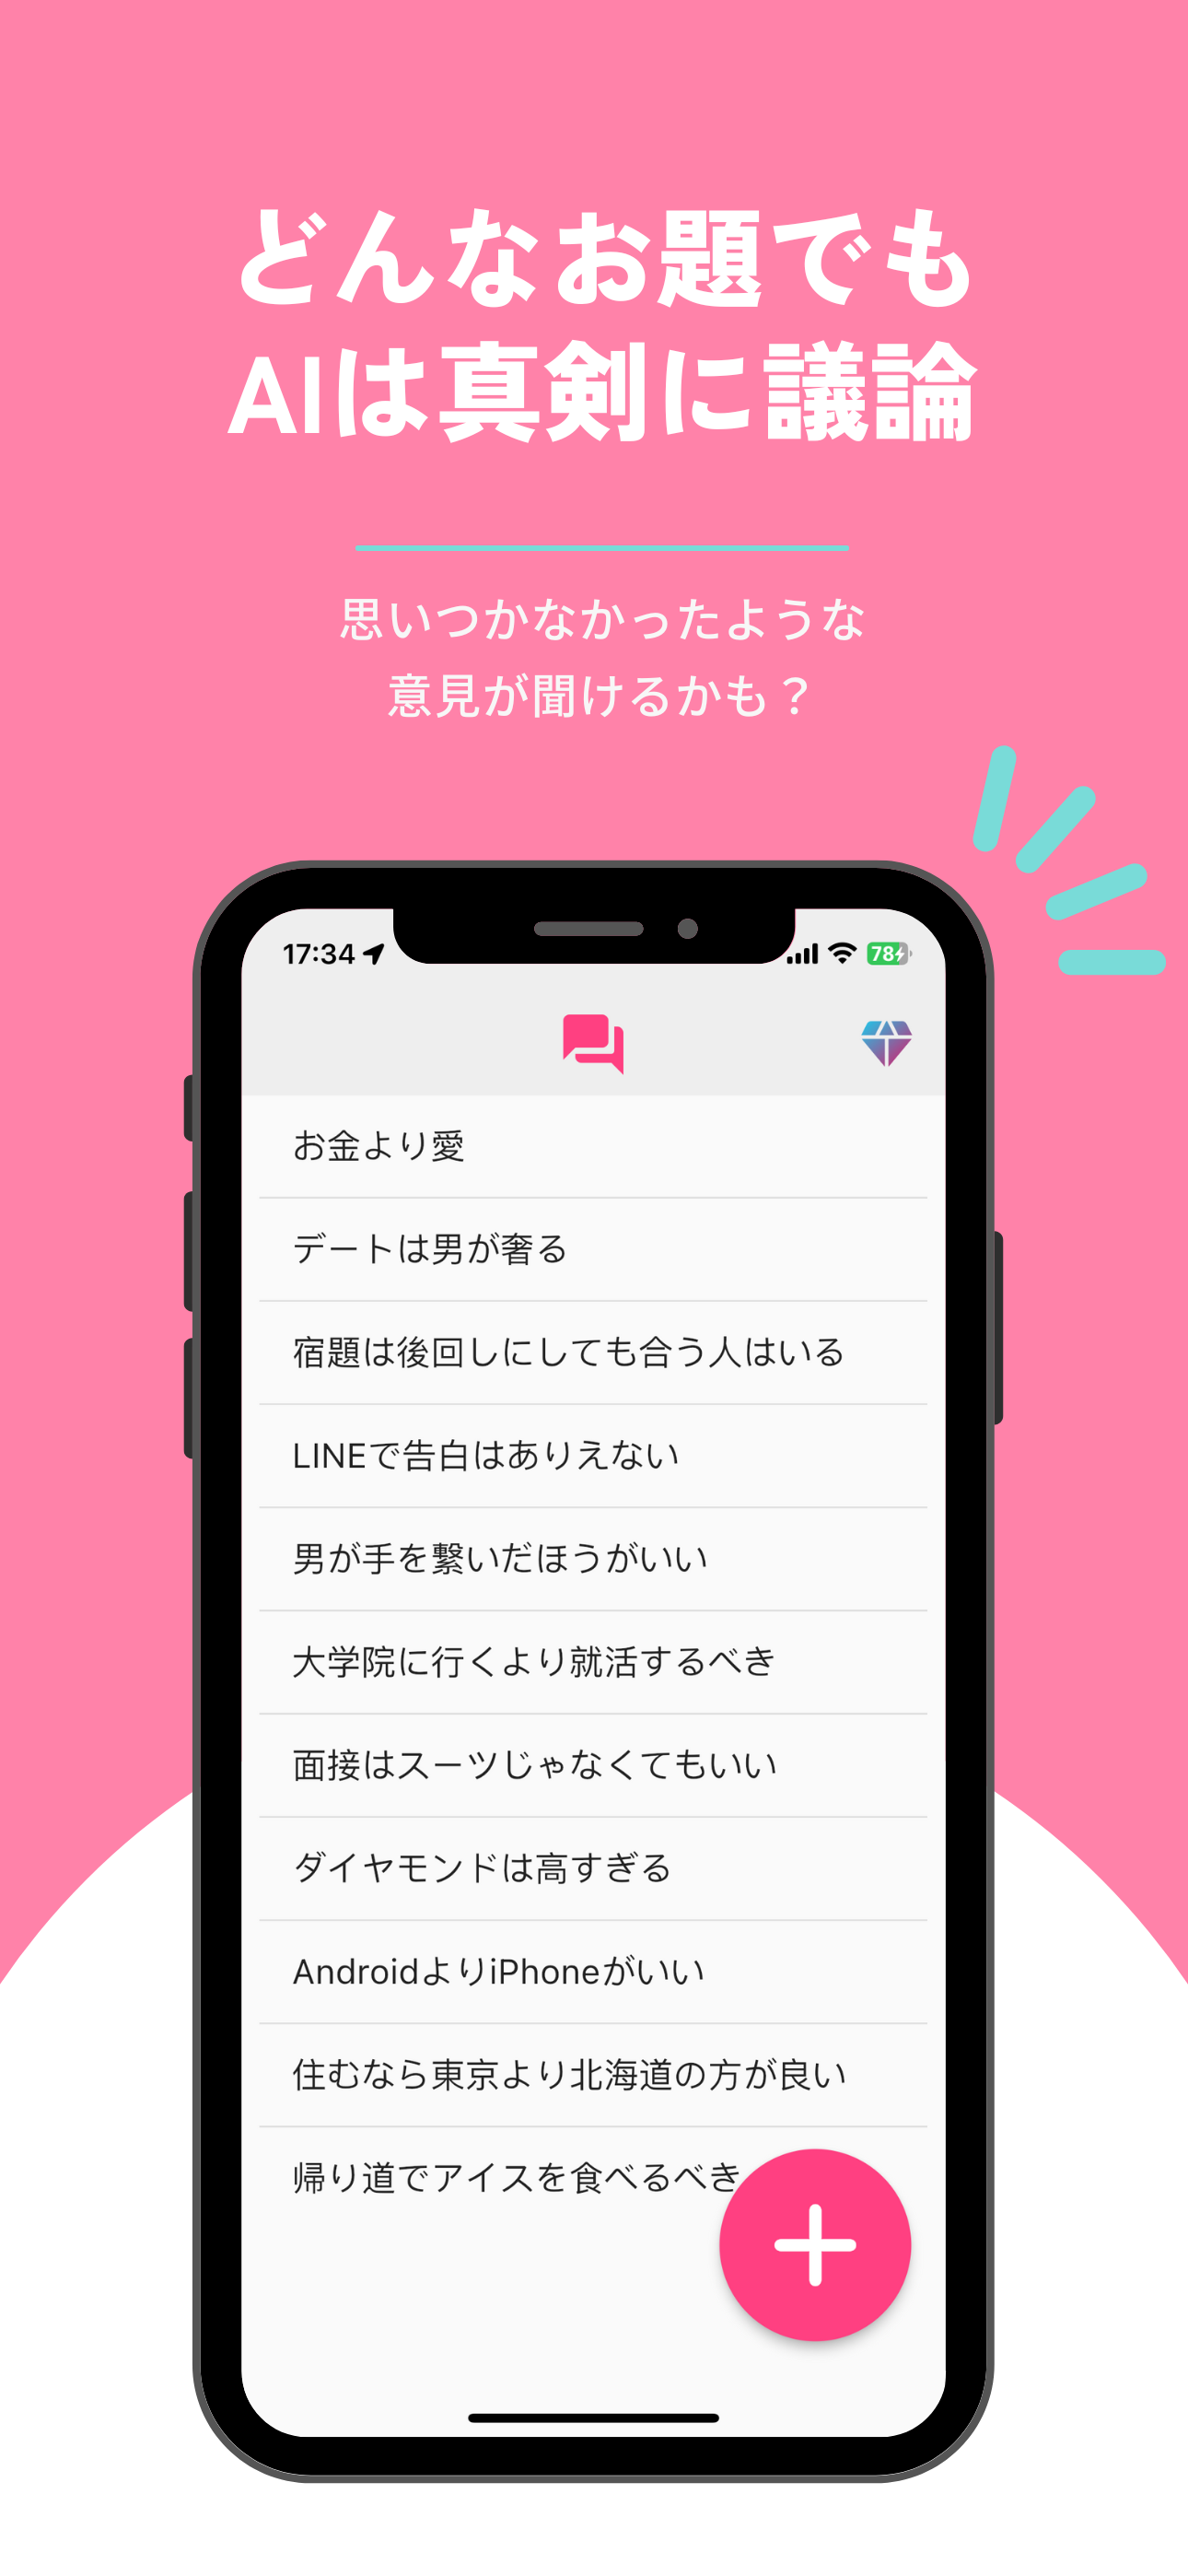 どんなお題でも
AIは真剣に議論
思いつかなかったような
意見が聞けるかも？
17:34
78
お金より愛
デートは男が奢る
宿題は後回しにしても合う人はいる
LINEで告白はありえない
男が手を繋いだほうがいい
大学院に行くより就活するべき
面接はスーツじゃなくてもいい
ダイヤモンドは高すぎる
AndroidよりiPhoneがいい
住むなら東京より北海道の方が良い
帰り道でアイスを食べるべき